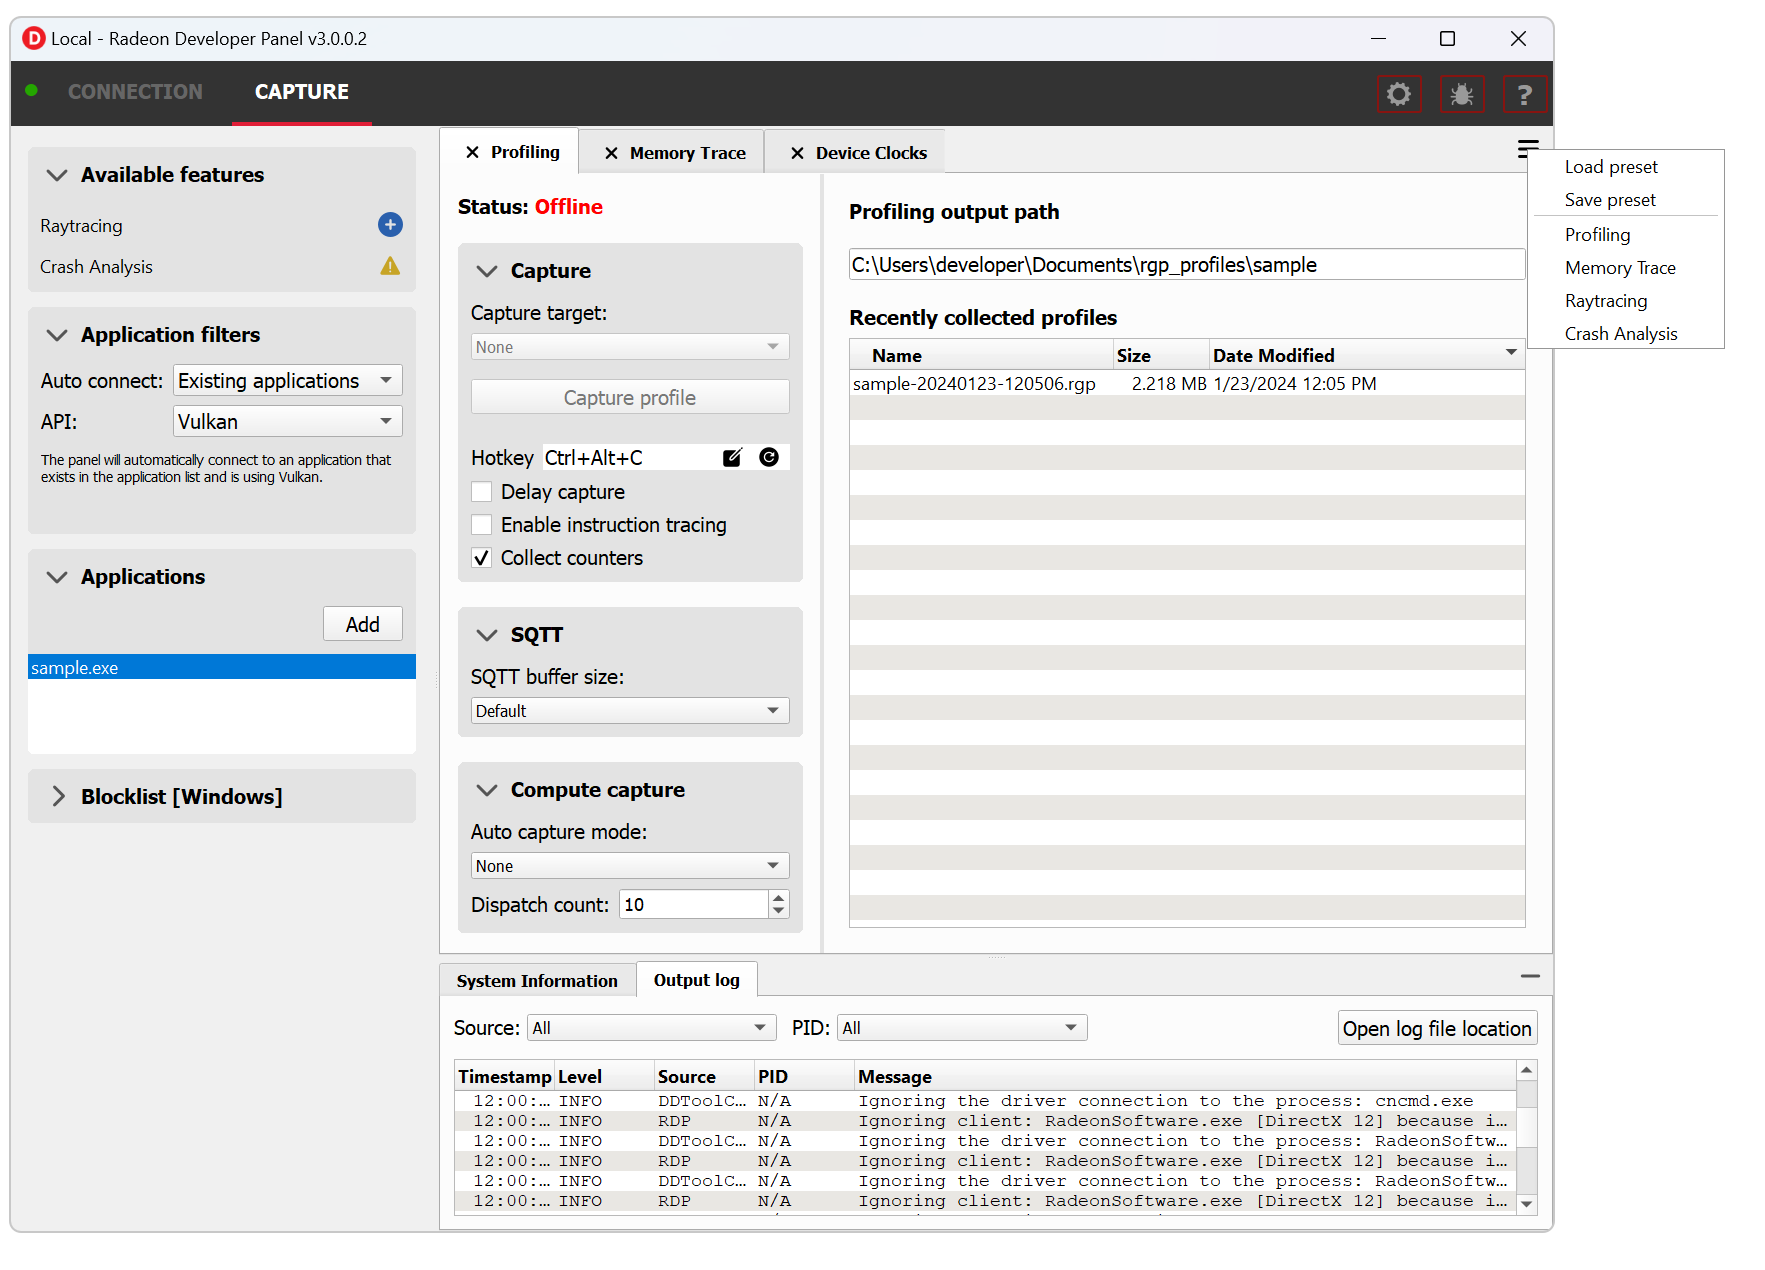 Local - Radeon Developer Panel v3.0.0.2
CONNECTION
CAPTURE
Available features
Raytracing
Crash Analysis
Application filters
Auto connect: Existing applications
API: Vulkan
The panel will automatically connect to an application that
exists in the application list and is using Vulkan.
Applications
Add
sample.exe
Blocklist [Windows]
Profiling
Memory Trace
Device Clocks
Status: Offline
Capture
Capture target:
None
Capture profile
Hotkey Ctrl+Alt+C
Delay capture
Enable instruction tracing
Collect counters
SQTT
SQTT buffer size:
Default
Compute capture
Auto capture mode:
None
Dispatch count: 10
Profiling output path
C:\Users\developer\Documents\rgp_profiles\sample
Recently collected profiles
Name Size Date Modified
sample-20240123-120506.rgp 2.218 MB 1/23/2024 12:05 PM
Load preset
Save preset
Profiling
Memory Trace
Raytracing
Crash Analysis
System Information
Output log
Source: All PID: All Open log file location
Timestamp Level Source PID Message
12:00:... INFO DDToolC... N/A Ignoring the driver connection to the process: cncmd.exe
12:00:... INFO RDP N/A Ignoring client: RadeonSoftware.exe [DirectX 12] because i...
12:00:... INFO DDToolC... N/A Ignoring the driver connection to the process: RadeonSoftw...
12:00:... INFO RDP N/A Ignoring client: RadeonSoftware.exe [DirectX 12] because i...
12:00:... INFO DDToolC... N/A Ignoring the driver connection to the process: RadeonSoftw...
12:00:... INFO RDP N/A Ignoring client: RadeonSoftware.exe [DirectX 12] because i...